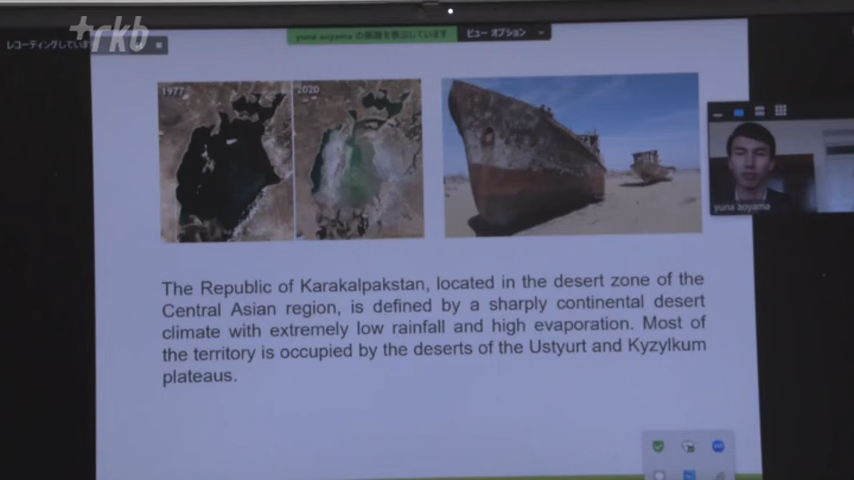 rkb
レコーディングしています
yuna aoyama の画面を表示しています
ビュー オプション
1977
2020
yuna aoyama
The Republic of Karakalpakstan, located in the desert zone of the
Central Asian region, is defined by a sharply continental desert
climate with extremely low rainfall and high evaporation. Most of
the territory is occupied by the deserts of the Ustyurt and Kyzylkum
plateaus.